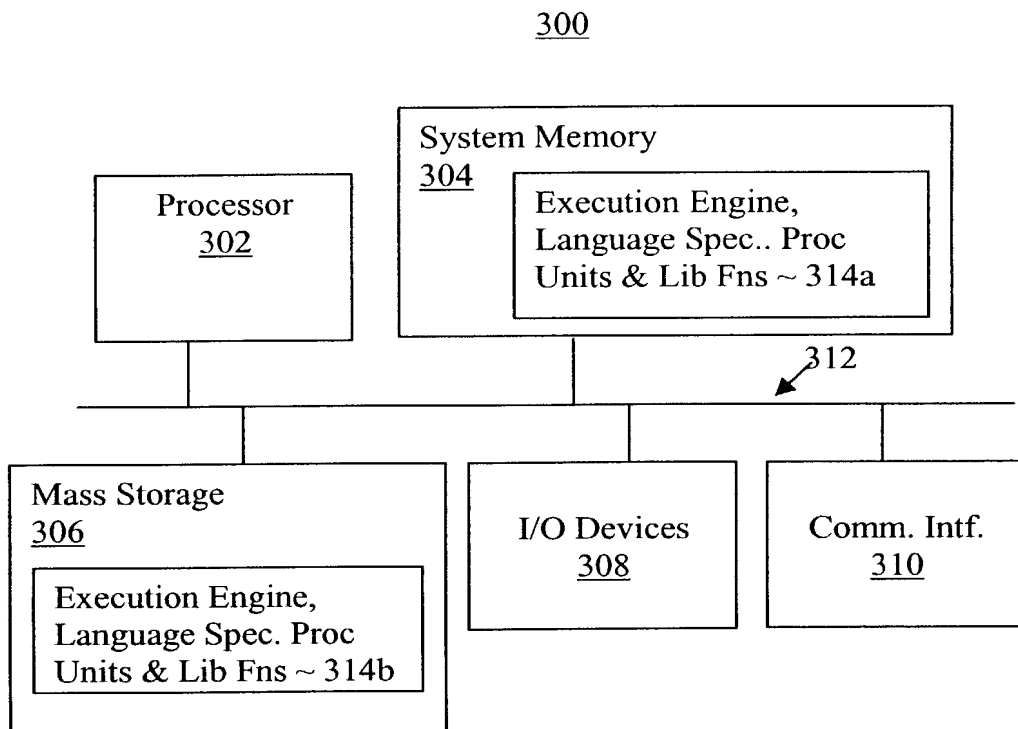 300
System Memory
304
Execution Engine,
Language Spec.. Proc
Units & Lib Fns ~ 314a
Processor
302
312
Mass Storage
306
Execution Engine,
Language Spec. Proc
Units & Lib Fns ~ 314b
I/O Devices
308
Comm. Intf.
310